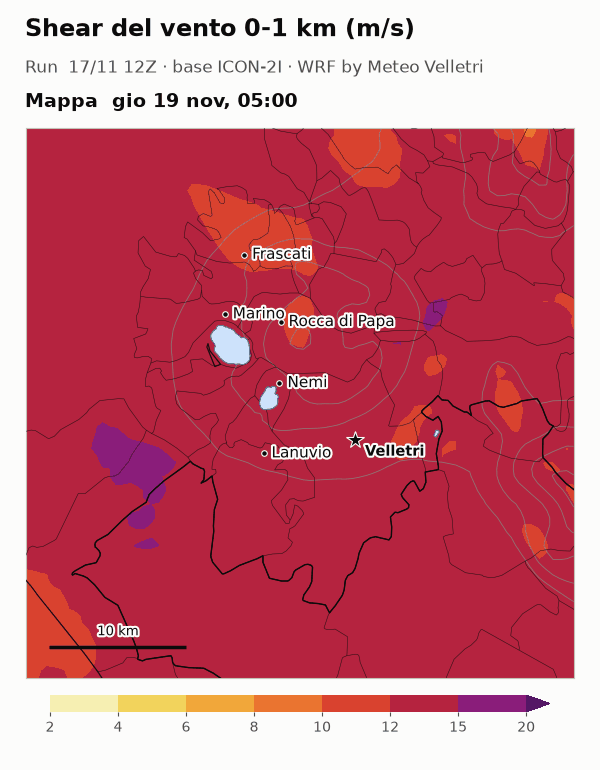 Shear del vento 0-1 km (m/s)
Run  17/11 12Z · base ICON-2I · WRF by Meteo Velletri
Mappa  gio 19 nov, 05:00
Frascati
Marino
Rocca di Papa
Nemi
Velletri
Lanuvio
10 km
2 4 6 8 10 12 15 20